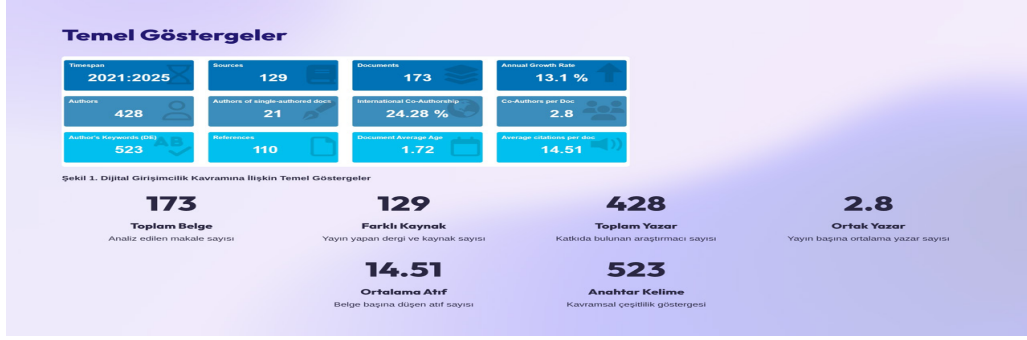 Temel Göstergeler
Timespan Sources Documents Annual Growth Rate
2021:2025 129 173 13.1 %
Authors Authors of single-authored docs International Co-Authorship Co-Authors per Doc
428 21 24.28 % 2.8
Author's Keywords (DE) References Document Average Age Average citations per doc
523 110 1.72 14.51
Şekil 1. Dijital Girişimcilik Kavramına İlişkin Temel Göstergeler
173 129 428 2.8
Toplam Belge Farklı Kaynak Toplam Yazar Ortak Yazar
Analiz edilen makale sayısı Yayın yapan dergi ve kaynak sayısı Katkıda bulunan araştırmacı sayısı Yayın başına ortalama yazar sayısı
14.51 523
Ortalama Atıf Anahtar Kelime
Belge başına düşen atıf sayısı Kavramsal çeşitlilik göstergesi